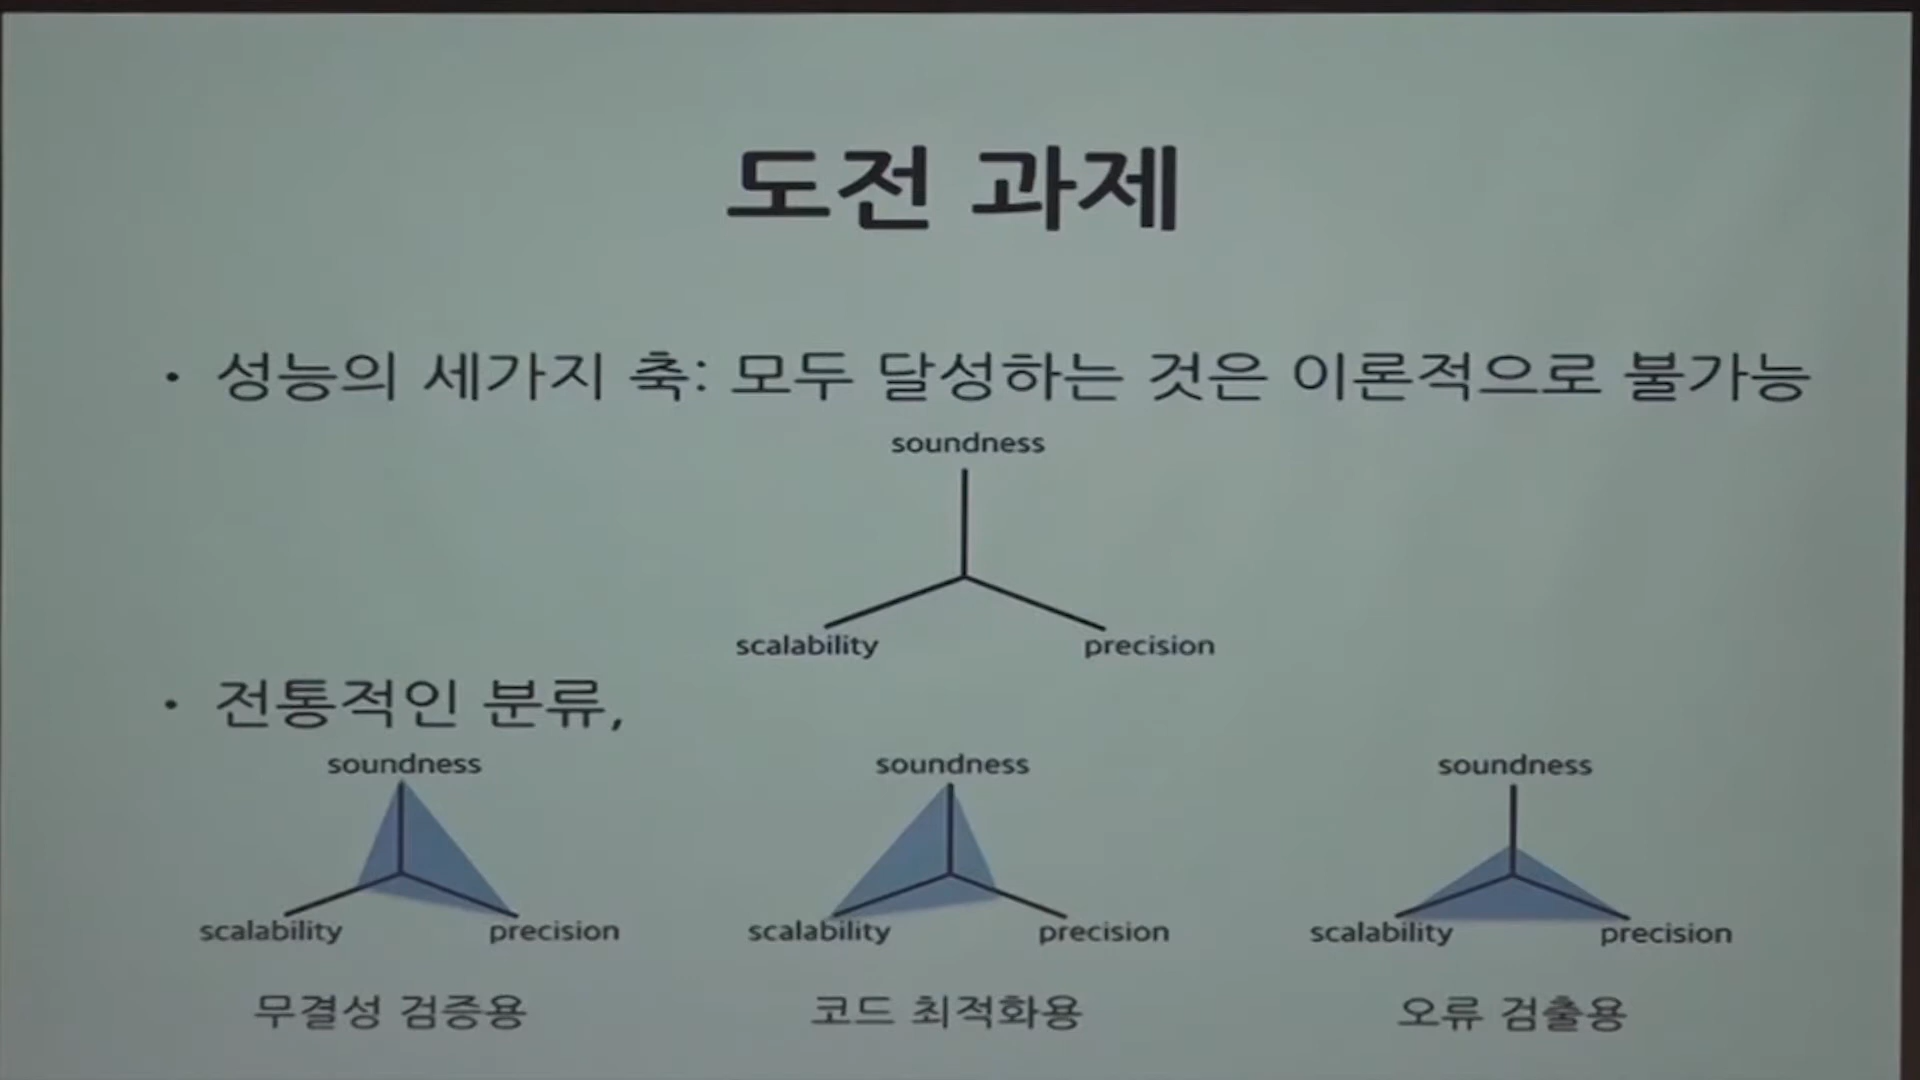 도전 과제
• 성능의 세가지 축: 모두 달성하는 것은 이론적으로 불가능
soundness
scalability
precision
• 전통적인 분류,
soundness
scalability
precision
무결성 검증용
soundness
scalability
precision
코드 최적화용
soundness
scalability
precision
오류 검출용